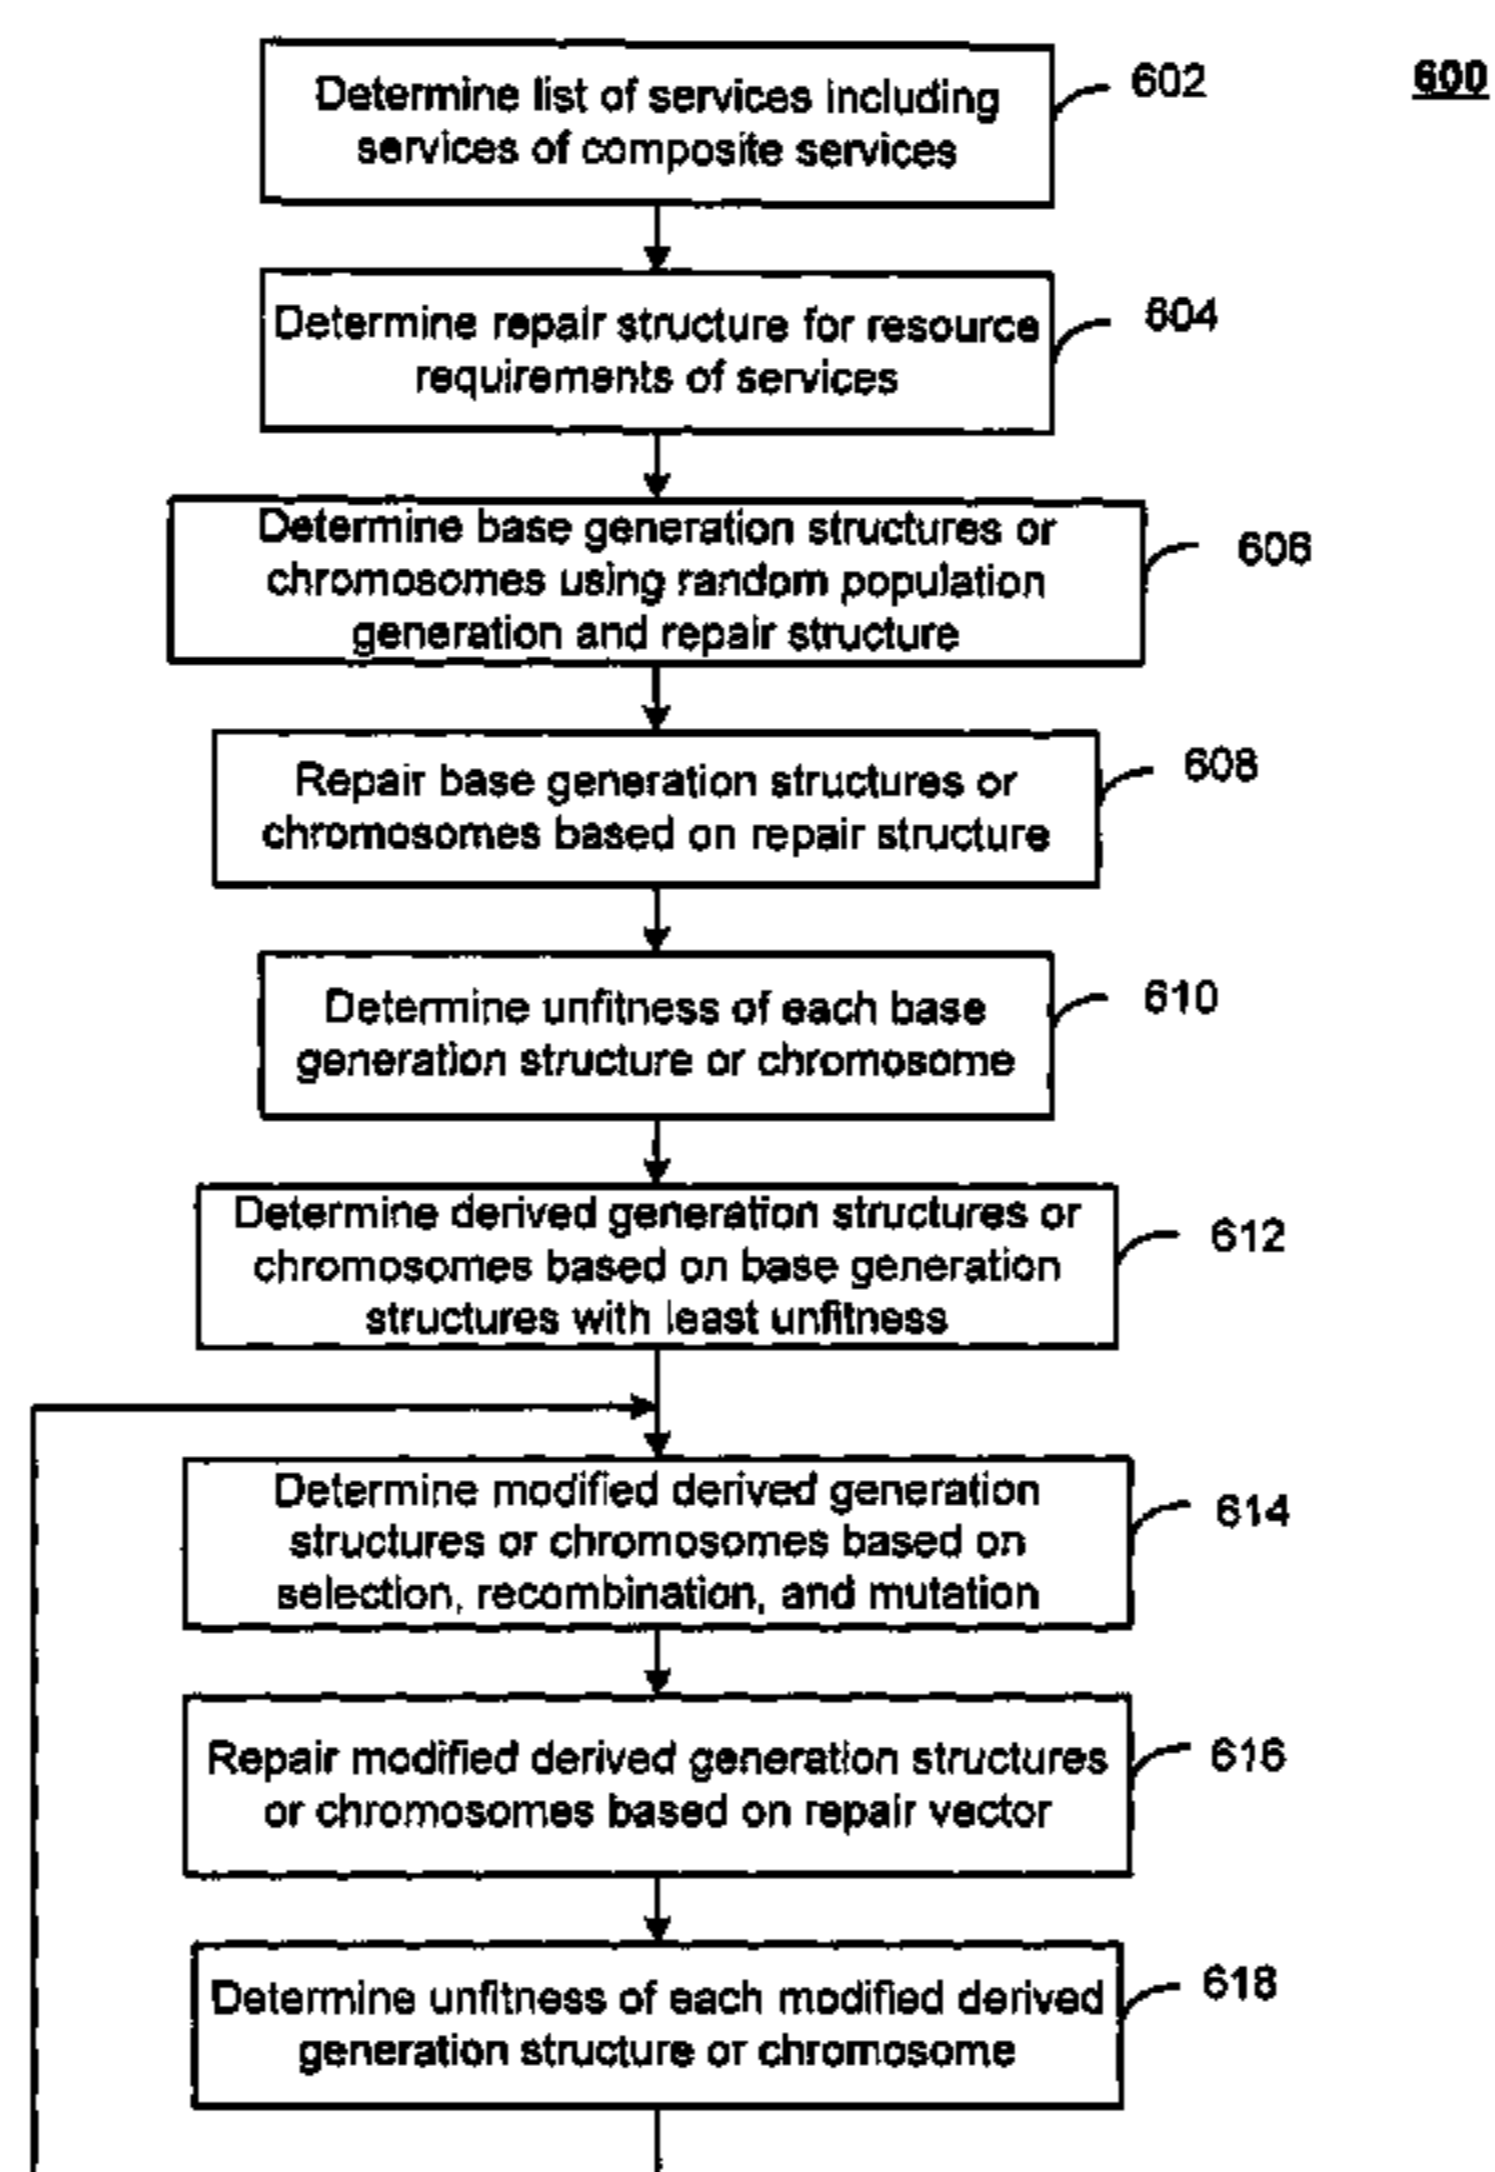 600
Determine list of services including
services of composite services
602
Determine repair structure for resource
requirements of services
604
Determine base generation structures or
chromosomes using random population
generation and repair structure
606
Repair base generation structures or
chromosomes based on repair structure
608
Determine unfitness of each base
generation structure or chromosome
610
Determine derived generation structures or
chromosomes based on base generation
structures with least unfitness
612
Determine modified derived generation
structures or chromosomes based on
selection, recombination, and mutation
614
Repair modified derived generation structures
or chromosomes based on repair vector
616
Determine unfitness of each modified derived
generation structure or chromosome
618